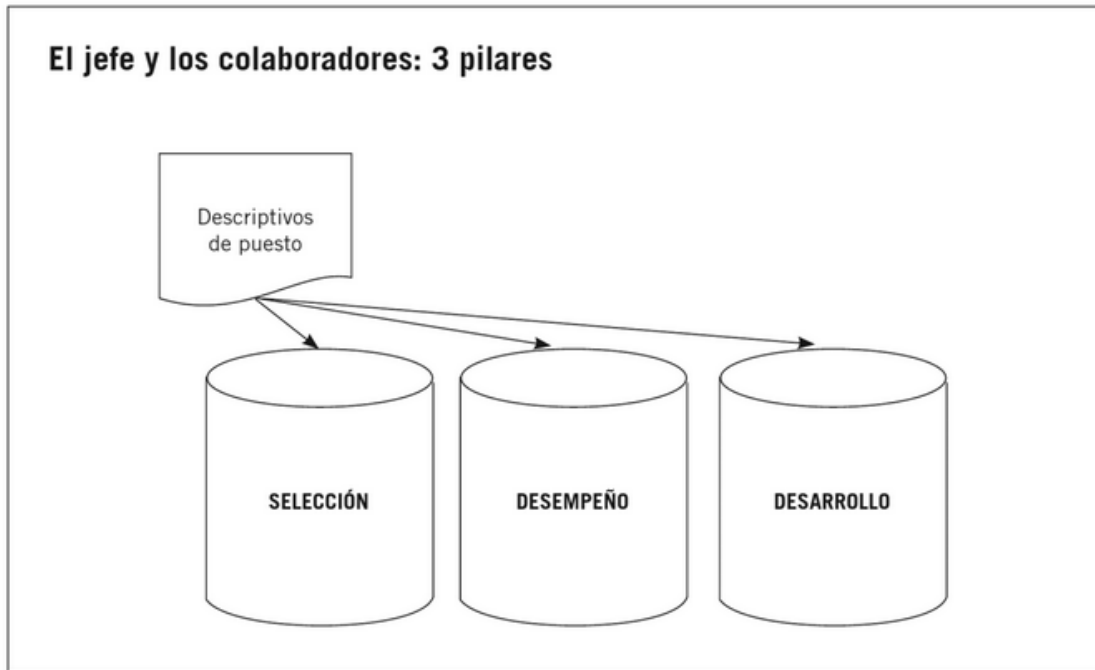 El jefe y los colaboradores: 3 pilares
Descriptivos
de puesto
SELECCIÓN
DESEMPEÑO
DESARROLLO